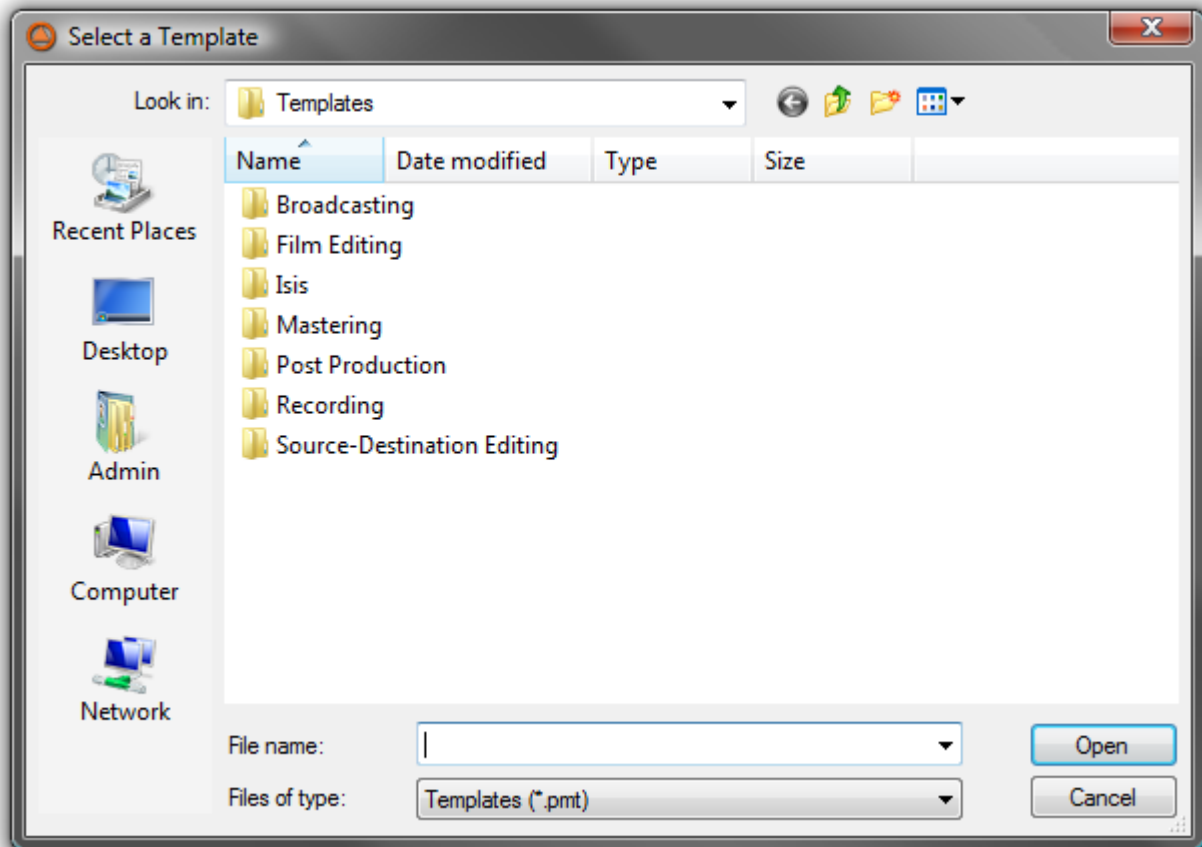 Select a Template
Look in: Templates
Name Date modified Type Size
Recent Places
Desktop
Admin
Computer
Network
Broadcasting
Film Editing
Isis
Mastering
Post Production
Recording
Source-Destination Editing
File name: Open
Files of type: Templates (*.pmt) Cancel